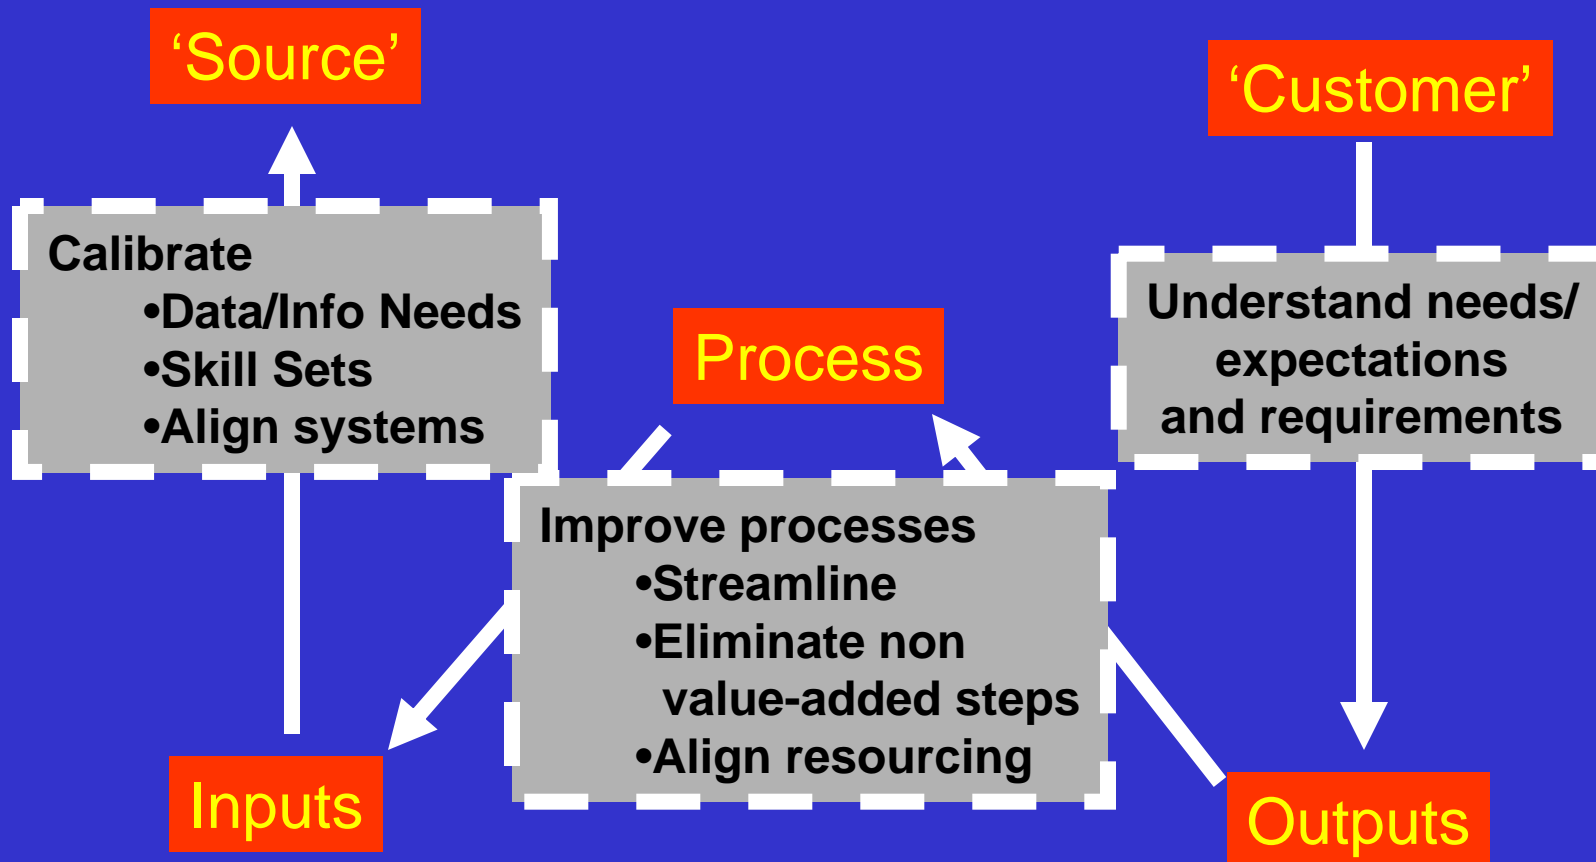 ‘Source’
‘Customer’
Calibrate
•Data/Info Needs
•Skill Sets
•Align systems
Process
Understand needs/
expectations
and requirements
Improve processes
•Streamline
•Eliminate non
value-added steps
•Align resourcing
Inputs
Outputs